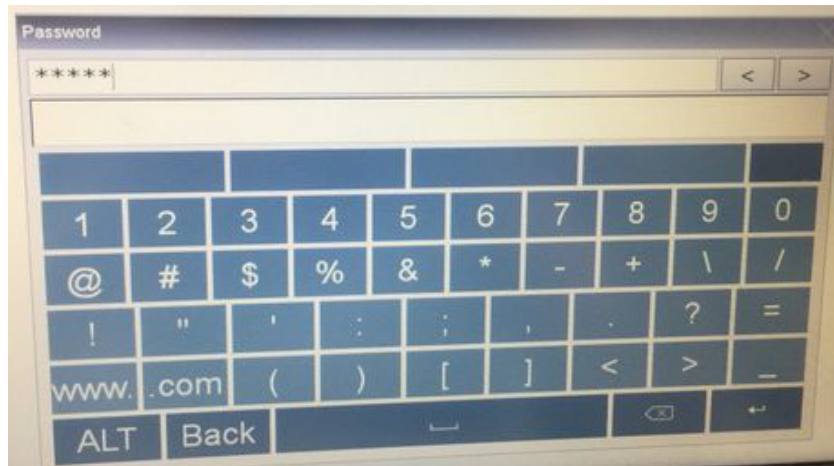 Password
*****
< >
1 2 3 4 5 6 7 8 9 0
@ # $ % & * - + \ /
! " ' : ; , . ? =
www. .com ( ) [ ] < > _
ALT Back